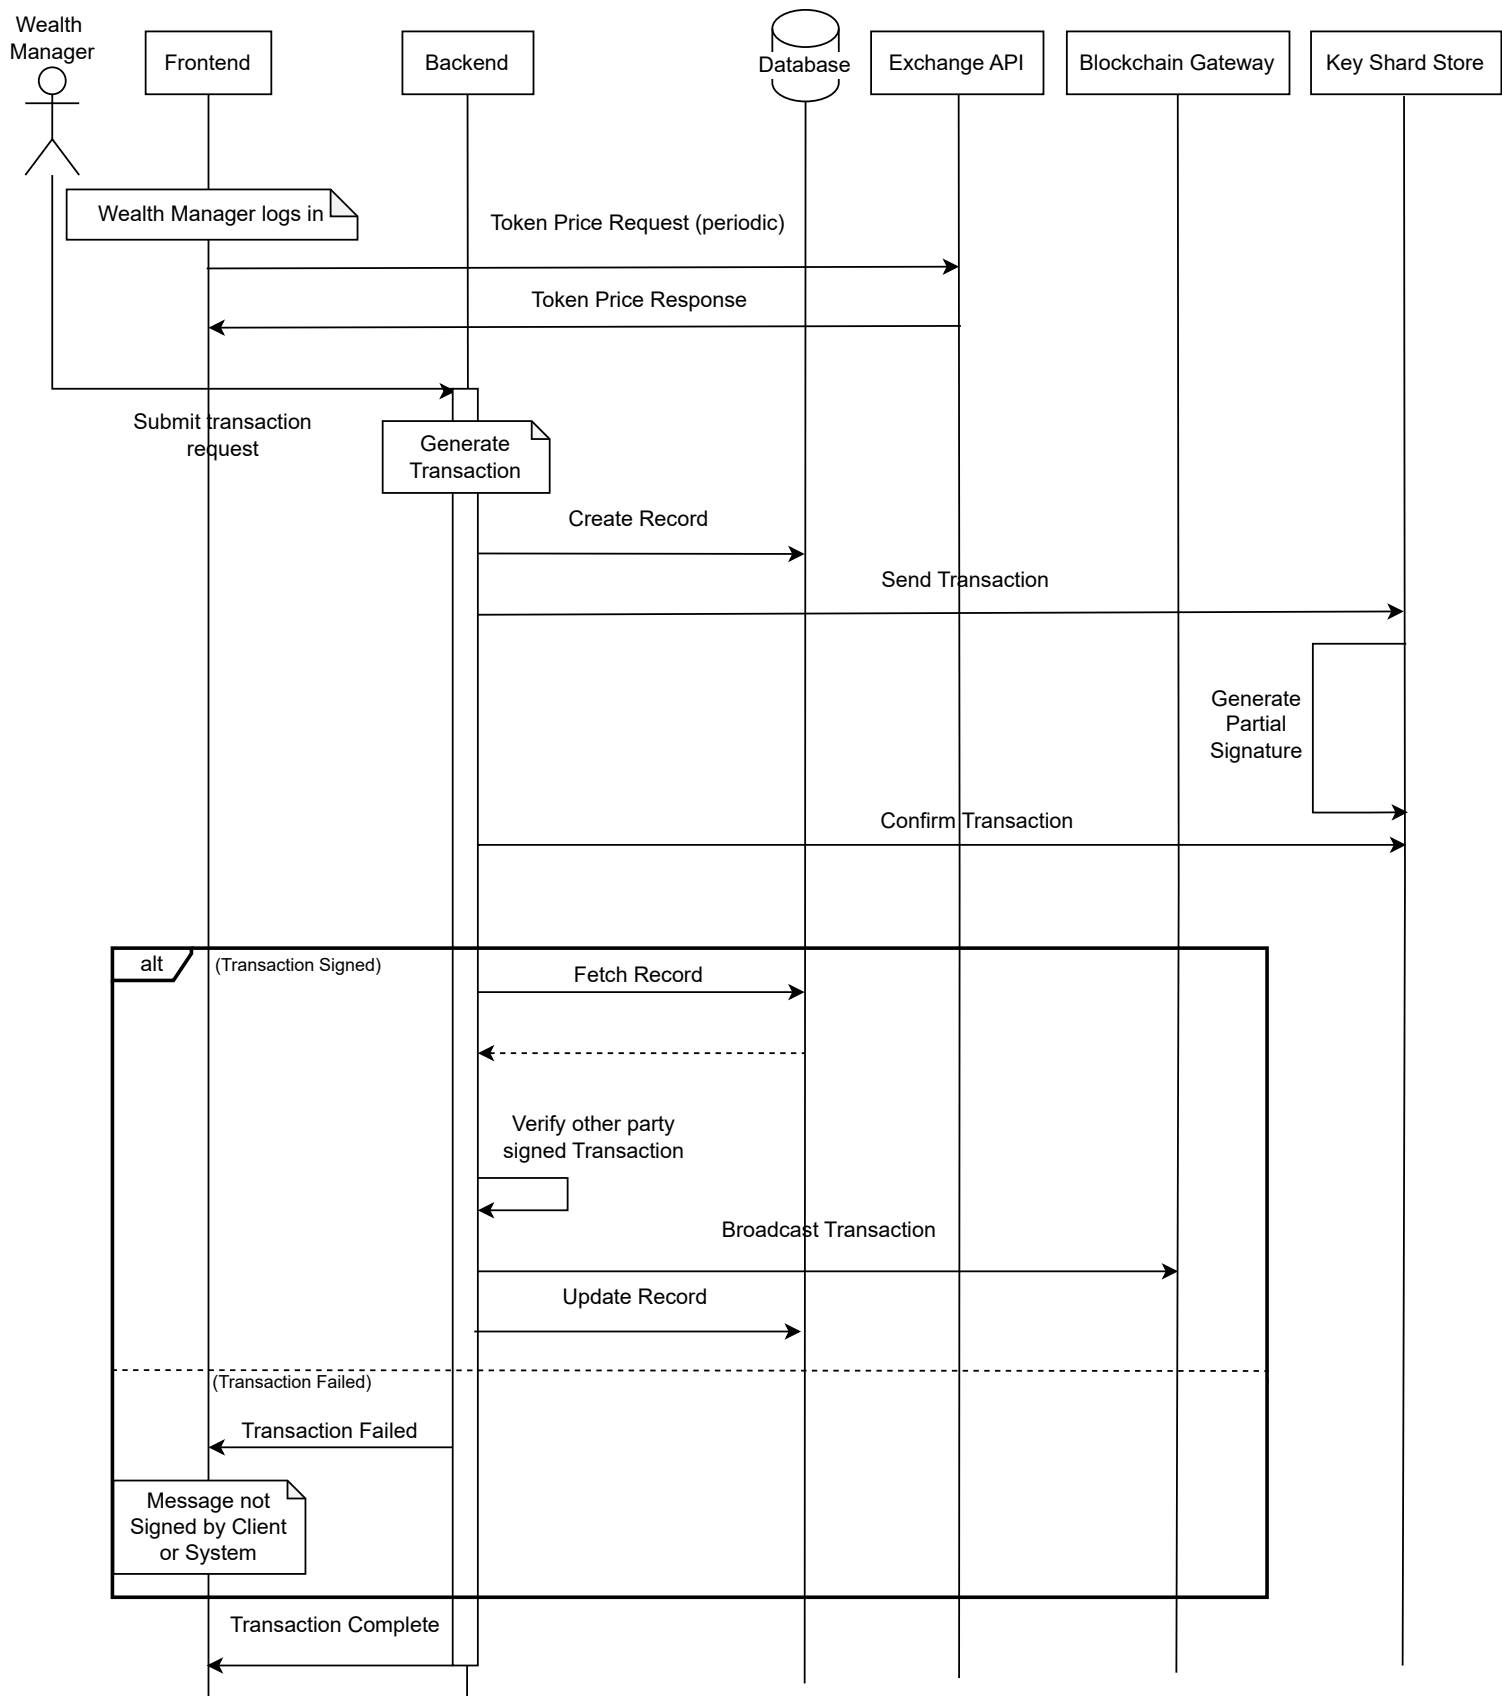 Wealth
Manager
Frontend
Backend
Database
Exchange API
Blockchain Gateway
Key Shard Store
Wealth Manager logs in
Token Price Request (periodic)
Token Price Response
Submit transaction
request
Generate
Transaction
Create Record
Send Transaction
Generate
Partial
Signature
Confirm Transaction
alt
(Transaction Signed)
Fetch Record
Verify other party
signed Transaction
Broadcast Transaction
Update Record
(Transaction Failed)
Transaction Failed
Message not
Signed by Client
or System
Transaction Complete